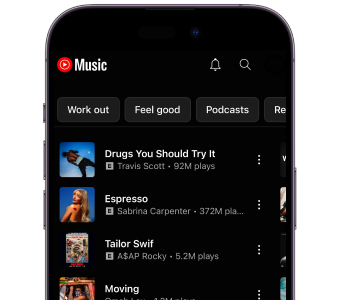 Music
Work out
Feel good
Podcasts
Re
Drugs You Should Try It
E Travis Scott • 92M plays
Espresso
E Sabrina Carpenter • 372M pla...
Tailor Swif
E A$AP Rocky • 5.2M plays
Moving